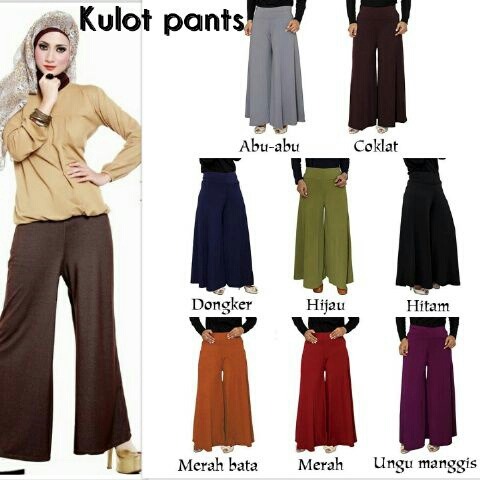 Kulot pants
Abu-abu
Coklat
Dongker
Hijau
Hitam
Merah bata
Merah
Ungu manggis